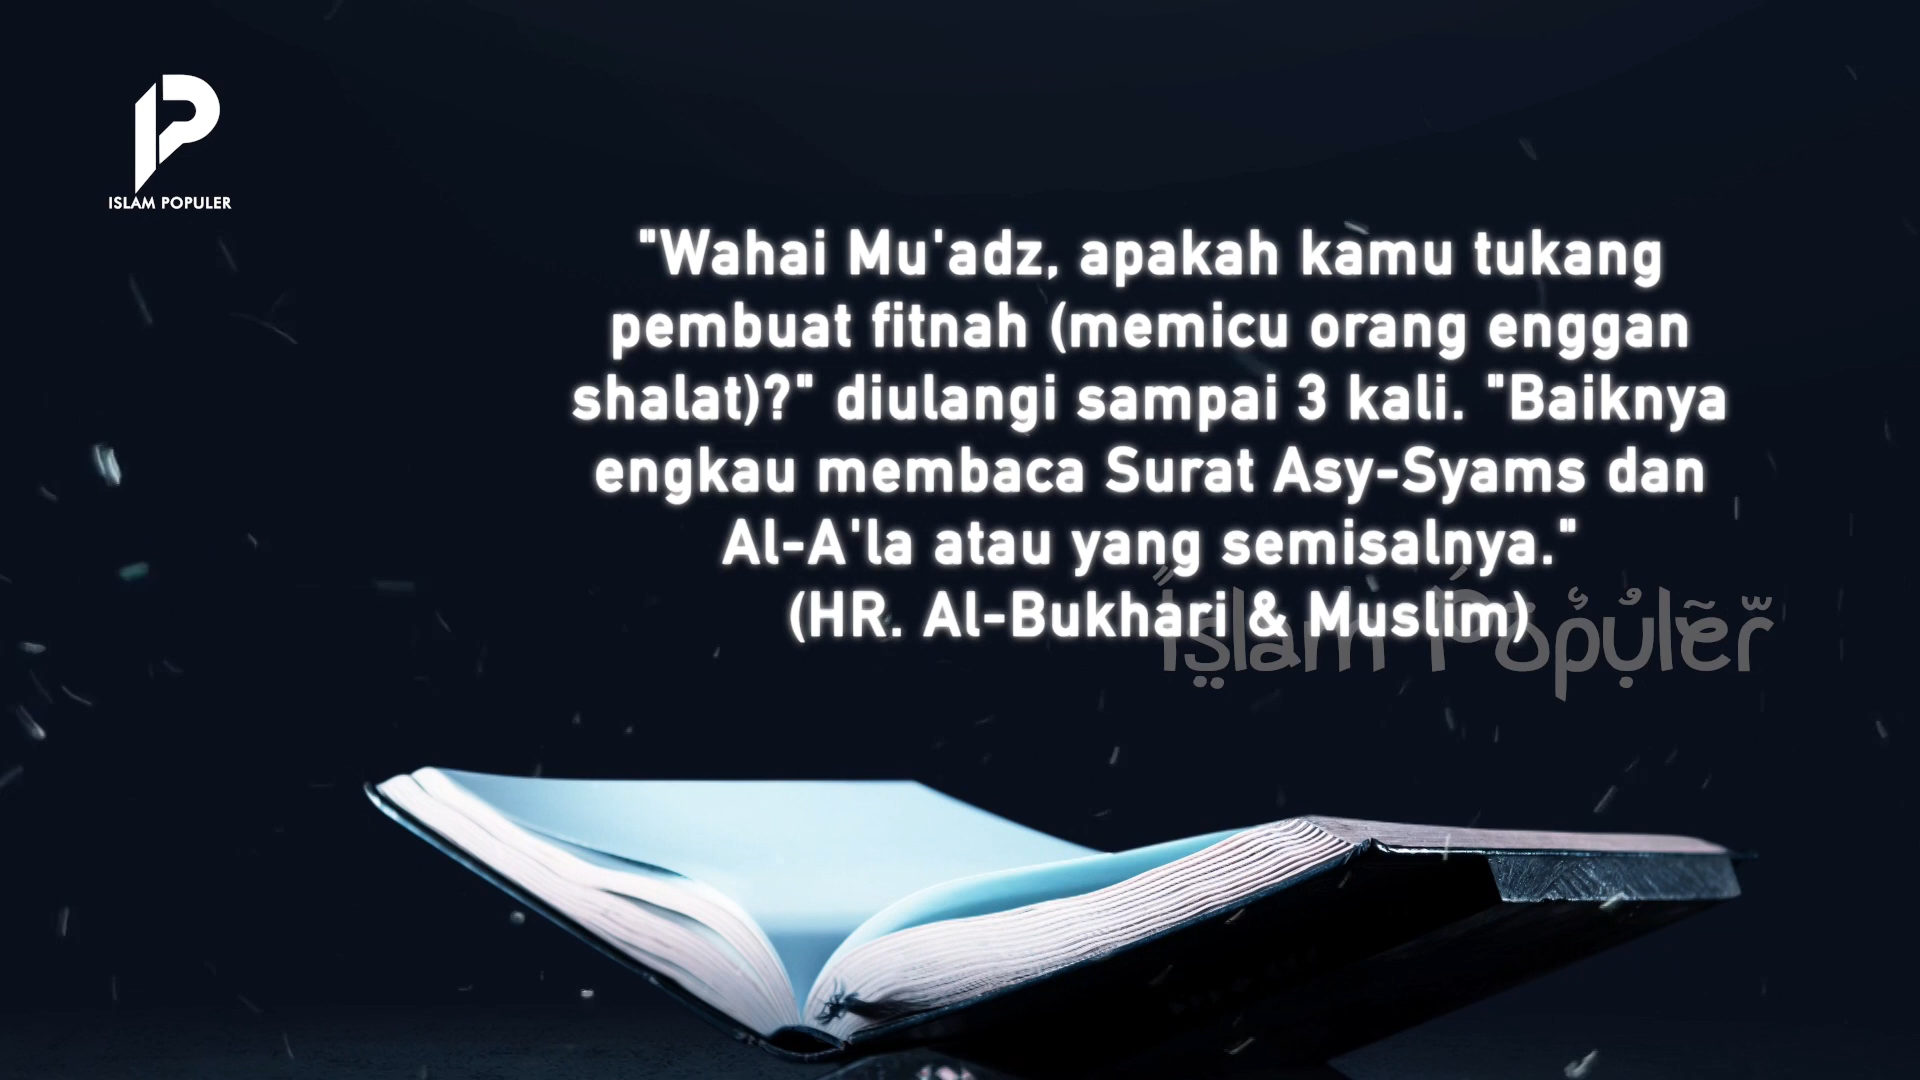 ISLAM POPULER
"Wahai Mu'adz, apakah kamu tukang
pembuat fitnah (memicu orang enggan
shalat)?" diulangi sampai 3 kali. "Baiknya
engkau membaca Surat Asy-Syams dan
Al-A'la atau yang semisalnya."
(HR. Al-Bukhari & Muslim)
Islam Populer